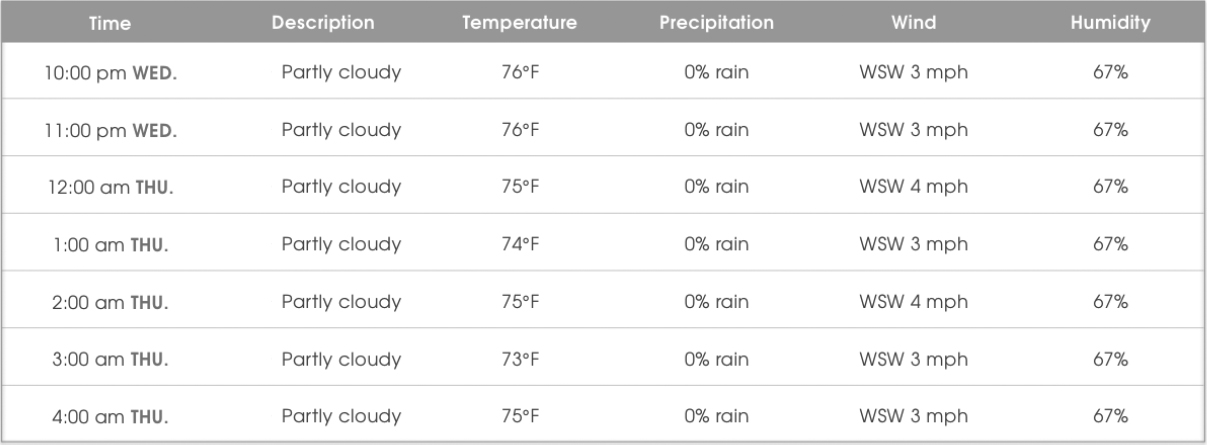 Time Description Temperature Precipitation Wind Humidity
10:00 pm WED. Partly cloudy 76°F 0% rain WSW 3 mph 67%
11:00 pm WED. Partly cloudy 76°F 0% rain WSW 3 mph 67%
12:00 am THU. Partly cloudy 75°F 0% rain WSW 4 mph 67%
1:00 am THU. Partly cloudy 74°F 0% rain WSW 3 mph 67%
2:00 am THU. Partly cloudy 75°F 0% rain WSW 4 mph 67%
3:00 am THU. Partly cloudy 73°F 0% rain WSW 3 mph 67%
4:00 am THU. Partly cloudy 75°F 0% rain WSW 3 mph 67%